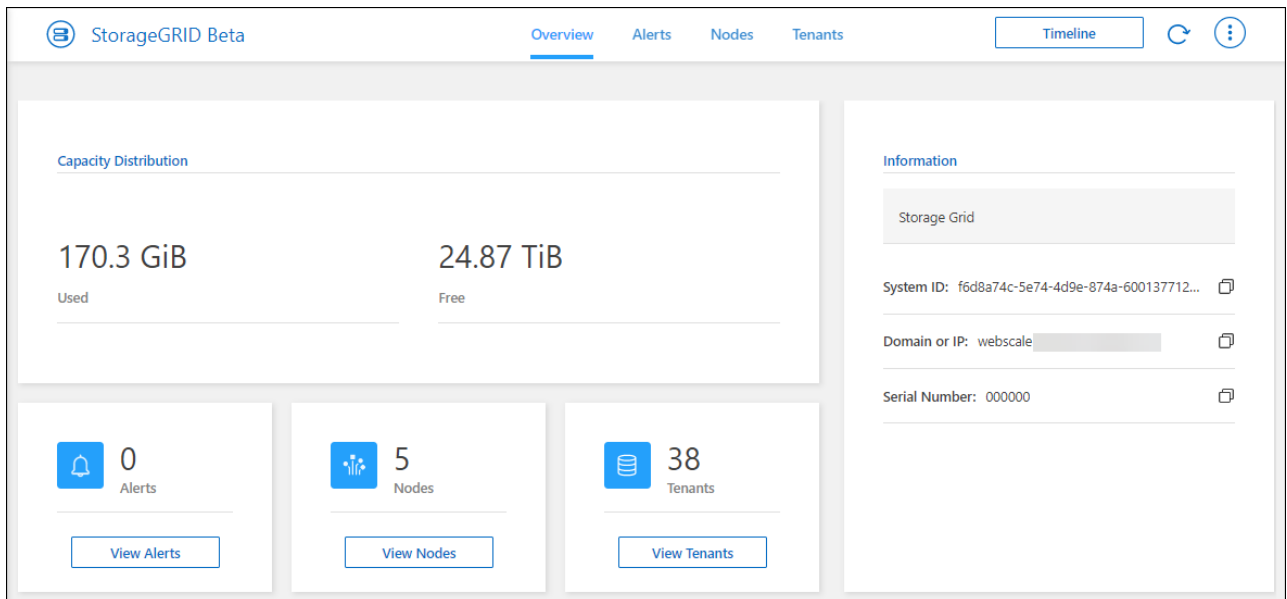 StorageGRID Beta
Overview Alerts Nodes Tenants
Timeline
Capacity Distribution
170.3 GiB
Used
24.87 TiB
Free
0
Alerts
View Alerts
5
Nodes
View Nodes
38
Tenants
View Tenants
Information
Storage Grid
System ID: f6d8a74c-5e74-4d9e-874a-600137712...
Domain or IP: webscale
Serial Number: 000000